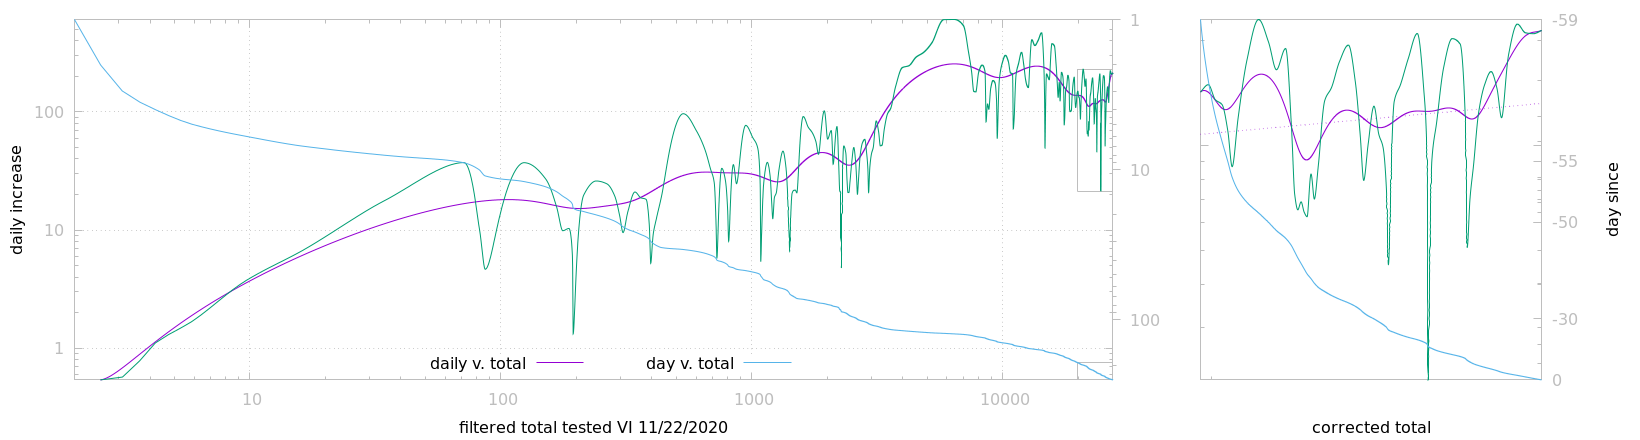 daily increase
100
10
1
10
100
1000
10000
1
10
100
daily v. total
day v. total
filtered total tested VI 11/22/2020
-59
-55
-50
-30
0
day since
corrected total